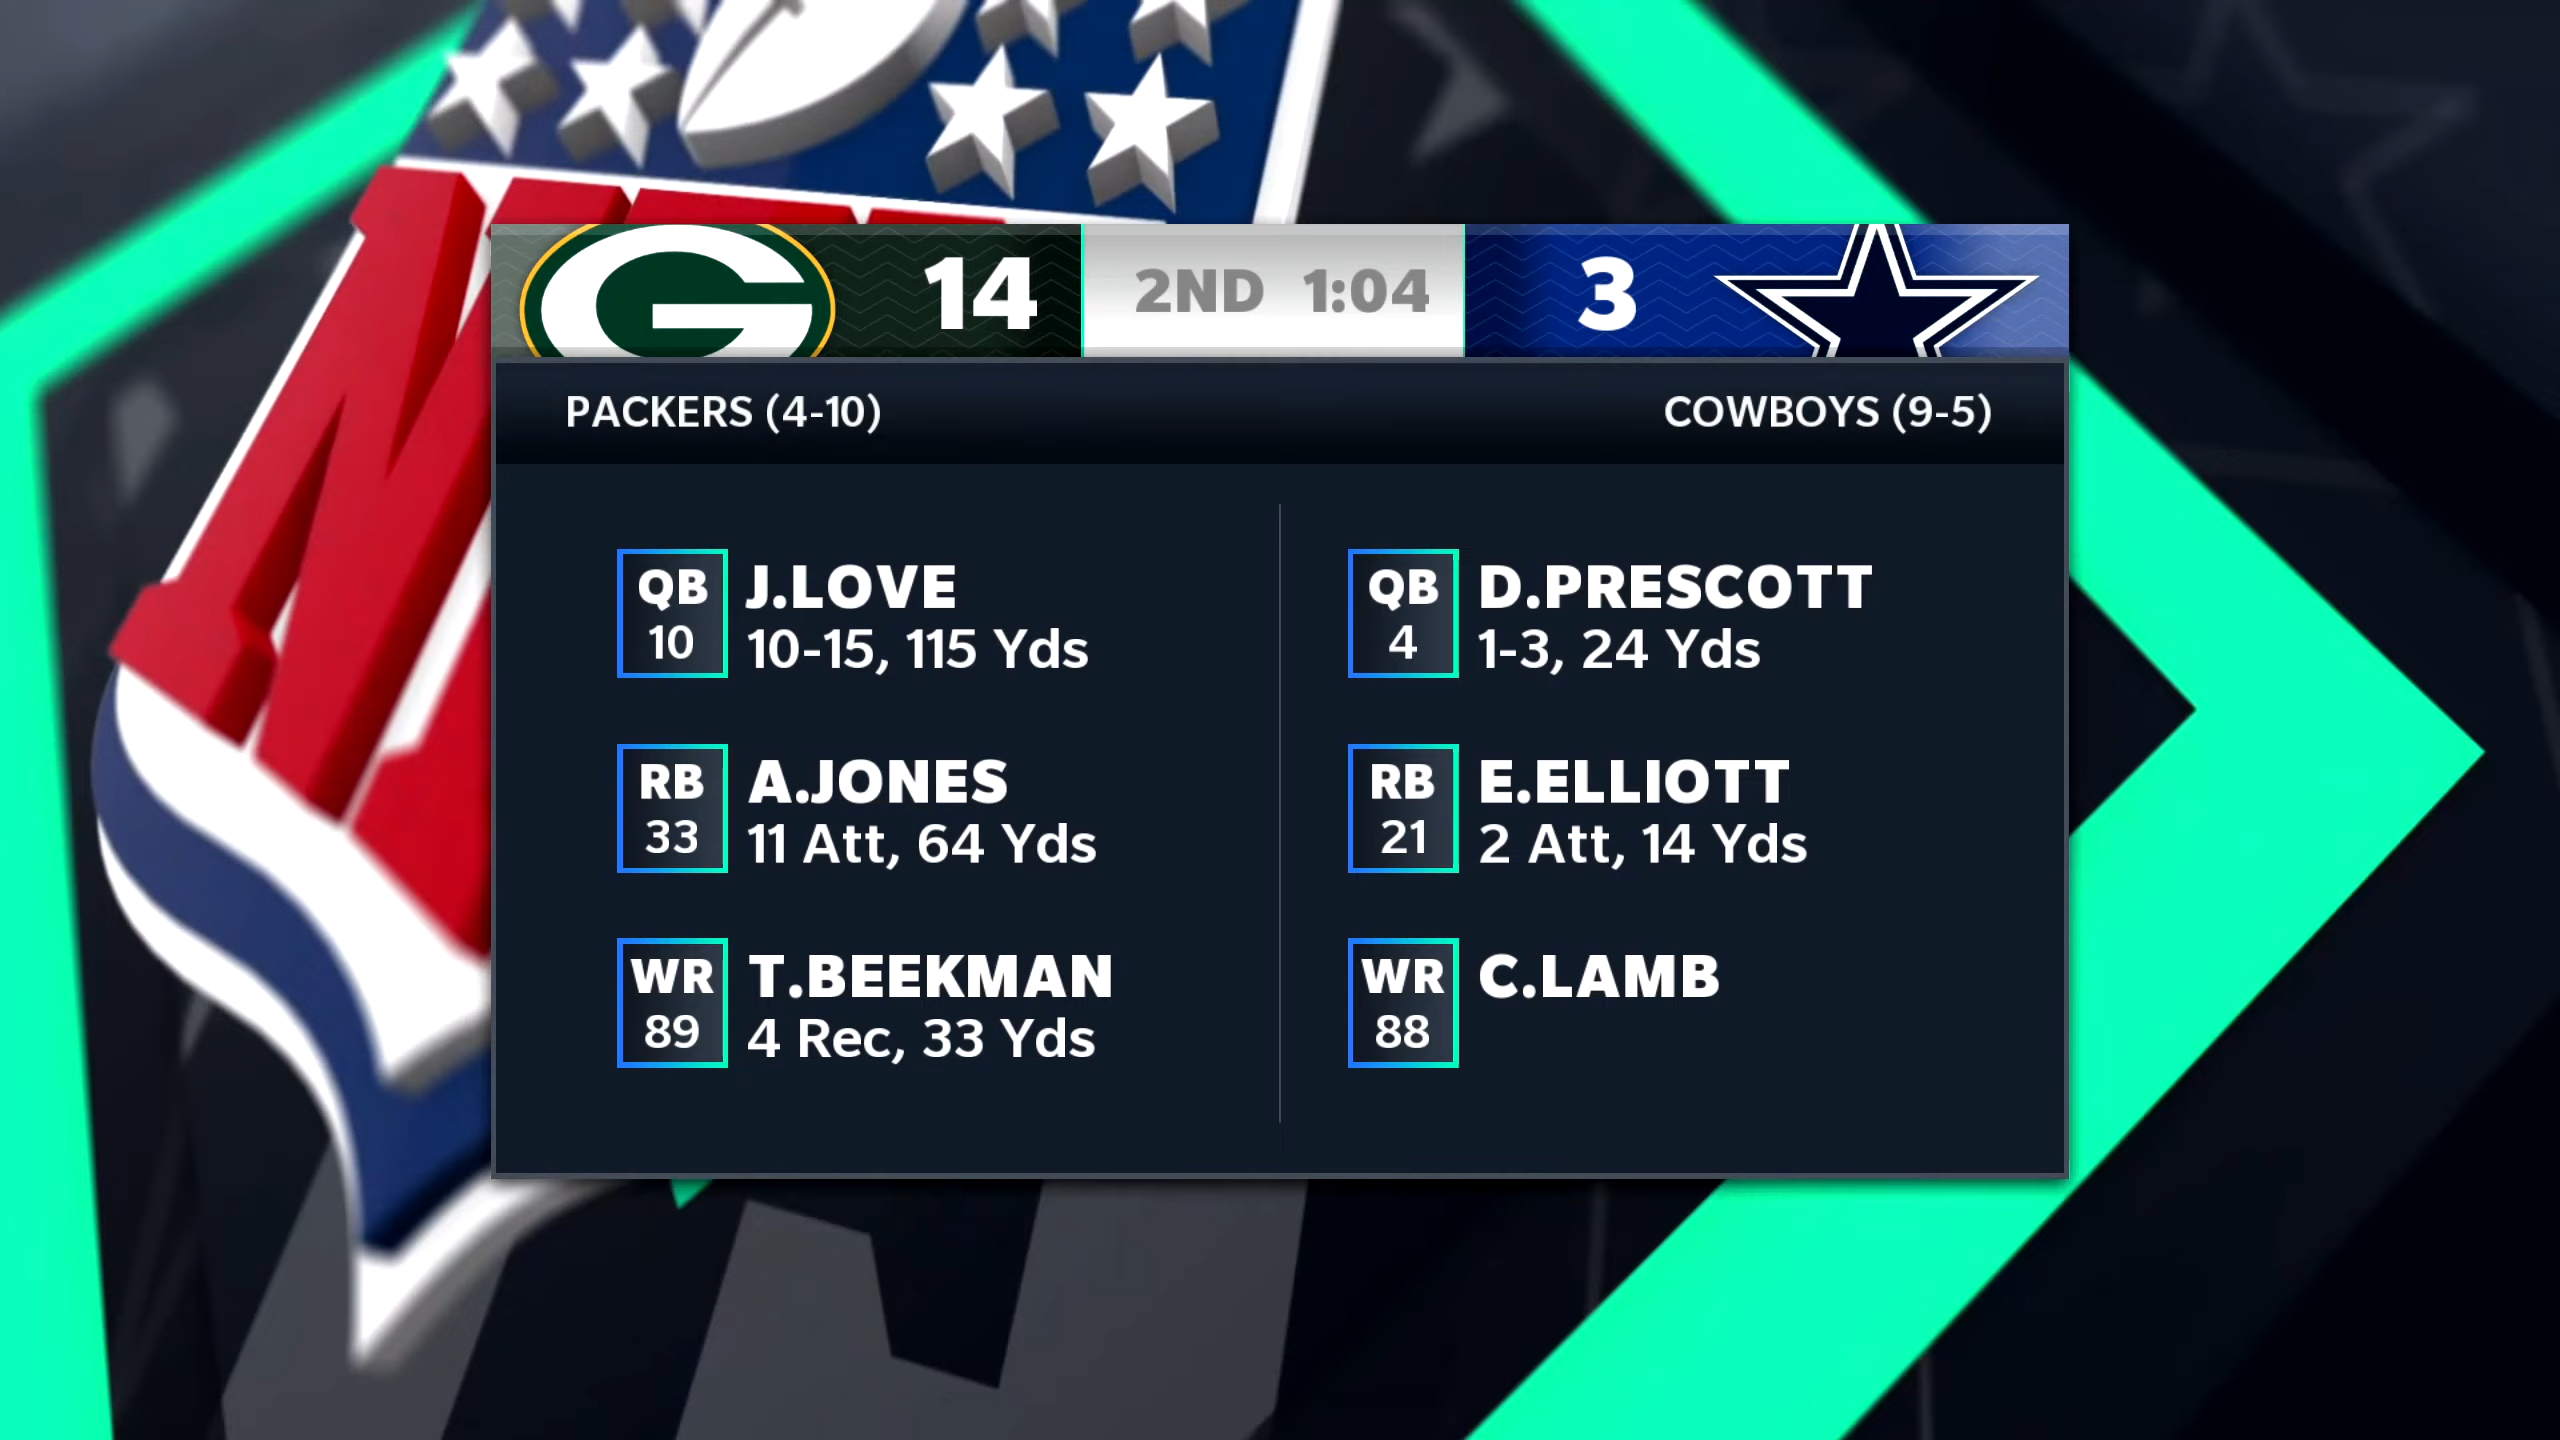 14 2ND 1:04 3
PACKERS (4-10)
COWBOYS (9-5)
QB
10
J.LOVE
10-15, 115 Yds
RB
33
A.JONES
11 Att, 64 Yds
WR
89
T.BEEKMAN
4 Rec, 33 Yds
QB
4
D.PRESCOTT
1-3, 24 Yds
RB
21
E.ELLIOTT
2 Att, 14 Yds
WR
88
C.LAMB